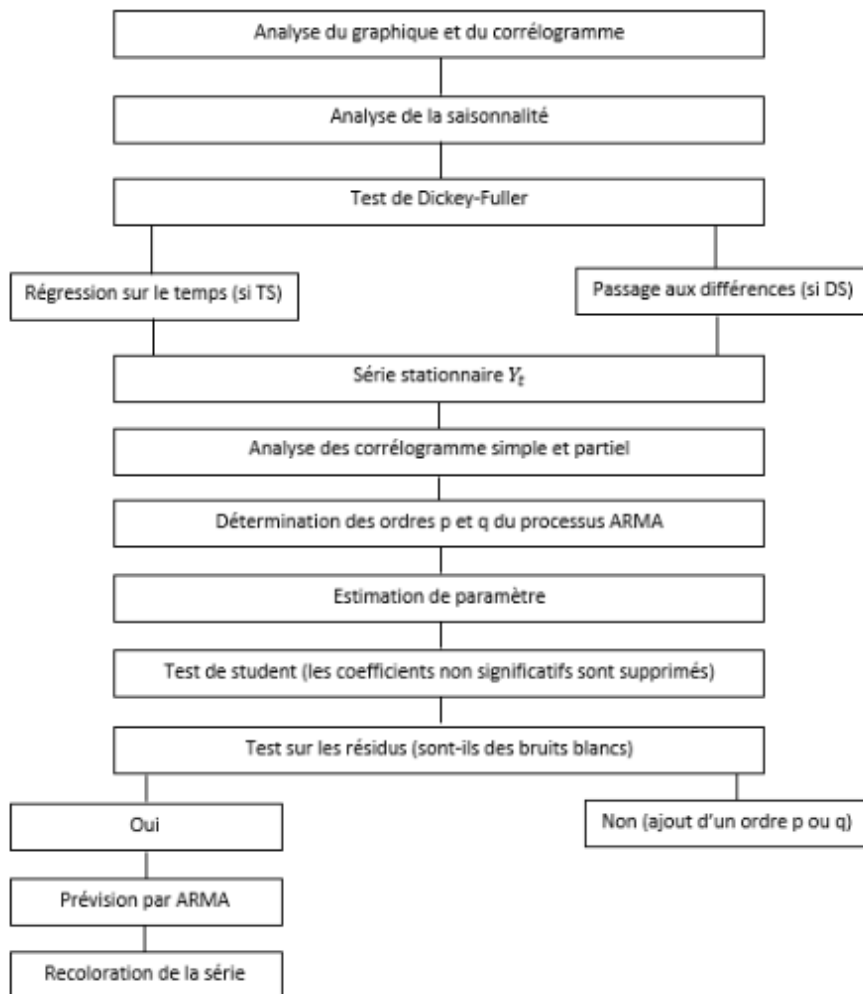 Analyse du graphique et du corrélogramme
Analyse de la saisonnalité
Test de Dickey-Fuller
Régression sur le temps (si TS)
Passage aux différences (si DS)
Série stationnaire Yₜ
Analyse des corrélogramme simple et partiel
Détermination des ordres p et q du processus ARMA
Estimation de paramètre
Test de student (les coefficients non significatifs sont supprimés)
Test sur les résidus (sont-ils des bruits blancs)
Oui
Non (ajout d'un ordre p ou q)
Prévision par ARMA
Recoloration de la série